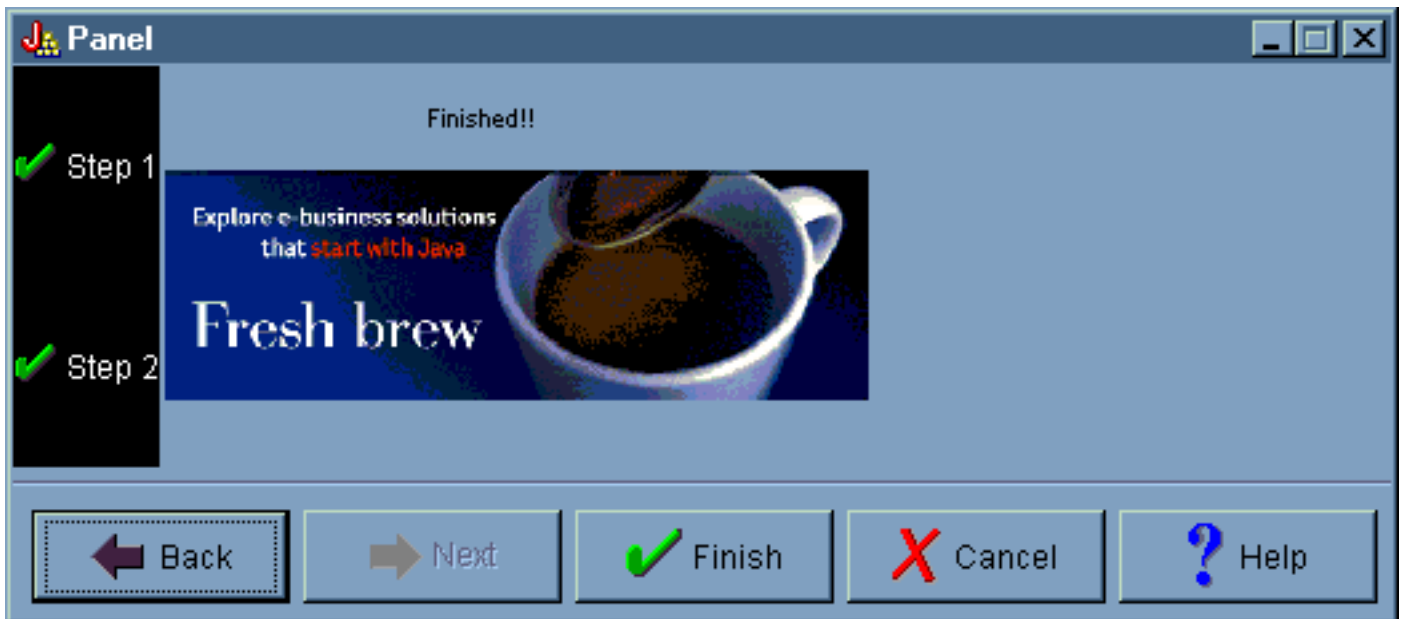 Panel
Finished!!
Step 1
Explore e-business solutions
that start with Java
Fresh brew
Step 2
Back
Next
Finish
Cancel
Help